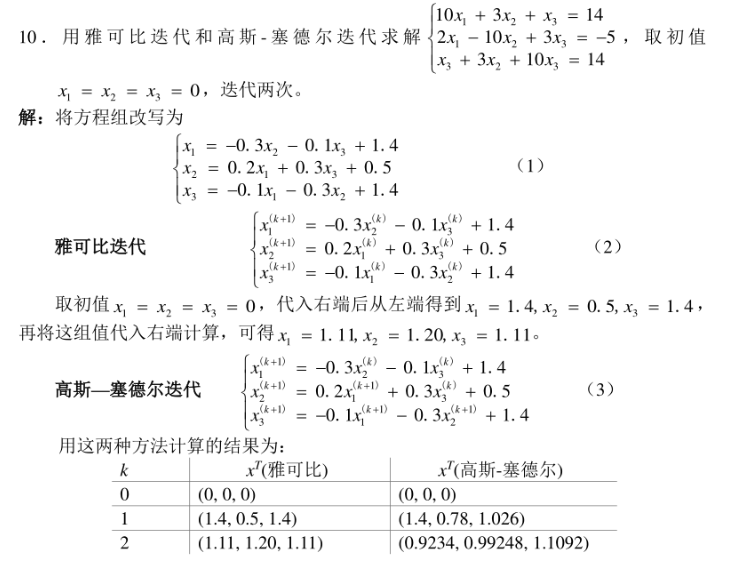 10．用雅可比迭代和高斯-塞德尔迭代求解 {10x₁ + 3x₂ + x₃ = 14
2x₁ − 10x₂ + 3x₃ = −5 ，取初值
x₃ + 3x₂ + 10x₃ = 14
x₁ = x₂ = x₃ = 0，迭代两次。
解：将方程组改写为
{x₁ = −0.3x₂ − 0.1x₃ + 1.4
x₂ = 0.2x₁ + 0.3x₃ + 0.5 （1）
x₃ = −0.1x₁ − 0.3x₂ + 1.4
{x₁^(k+1) = −0.3x₂^(k) − 0.1x₃^(k) + 1.4
雅可比迭代 x₂^(k+1) = 0.2x₁^(k) + 0.3x₃^(k) + 0.5 （2）
x₃^(k+1) = −0.1x₁^(k) − 0.3x₂^(k) + 1.4
取初值 x₁ = x₂ = x₃ = 0，代入右端后从左端得到 x₁ = 1.4, x₂ = 0.5, x₃ = 1.4，
再将这组值代入右端计算，可得 x₁ = 1.11, x₂ = 1.20, x₃ = 1.11。
{x₁^(k+1) = −0.3x₂^(k) − 0.1x₃^(k) + 1.4
高斯—塞德尔迭代 x₂^(k+1) = 0.2x₁^(k+1) + 0.3x₃^(k) + 0.5 （3）
x₃^(k+1) = −0.1x₁^(k+1) − 0.3x₂^(k+1) + 1.4
用这两种方法计算的结果为：
k xᵀ(雅可比) xᵀ(高斯-塞德尔)
0 (0, 0, 0) (0, 0, 0)
1 (1.4, 0.5, 1.4) (1.4, 0.78, 1.026)
2 (1.11, 1.20, 1.11) (0.9234, 0.99248, 1.1092)